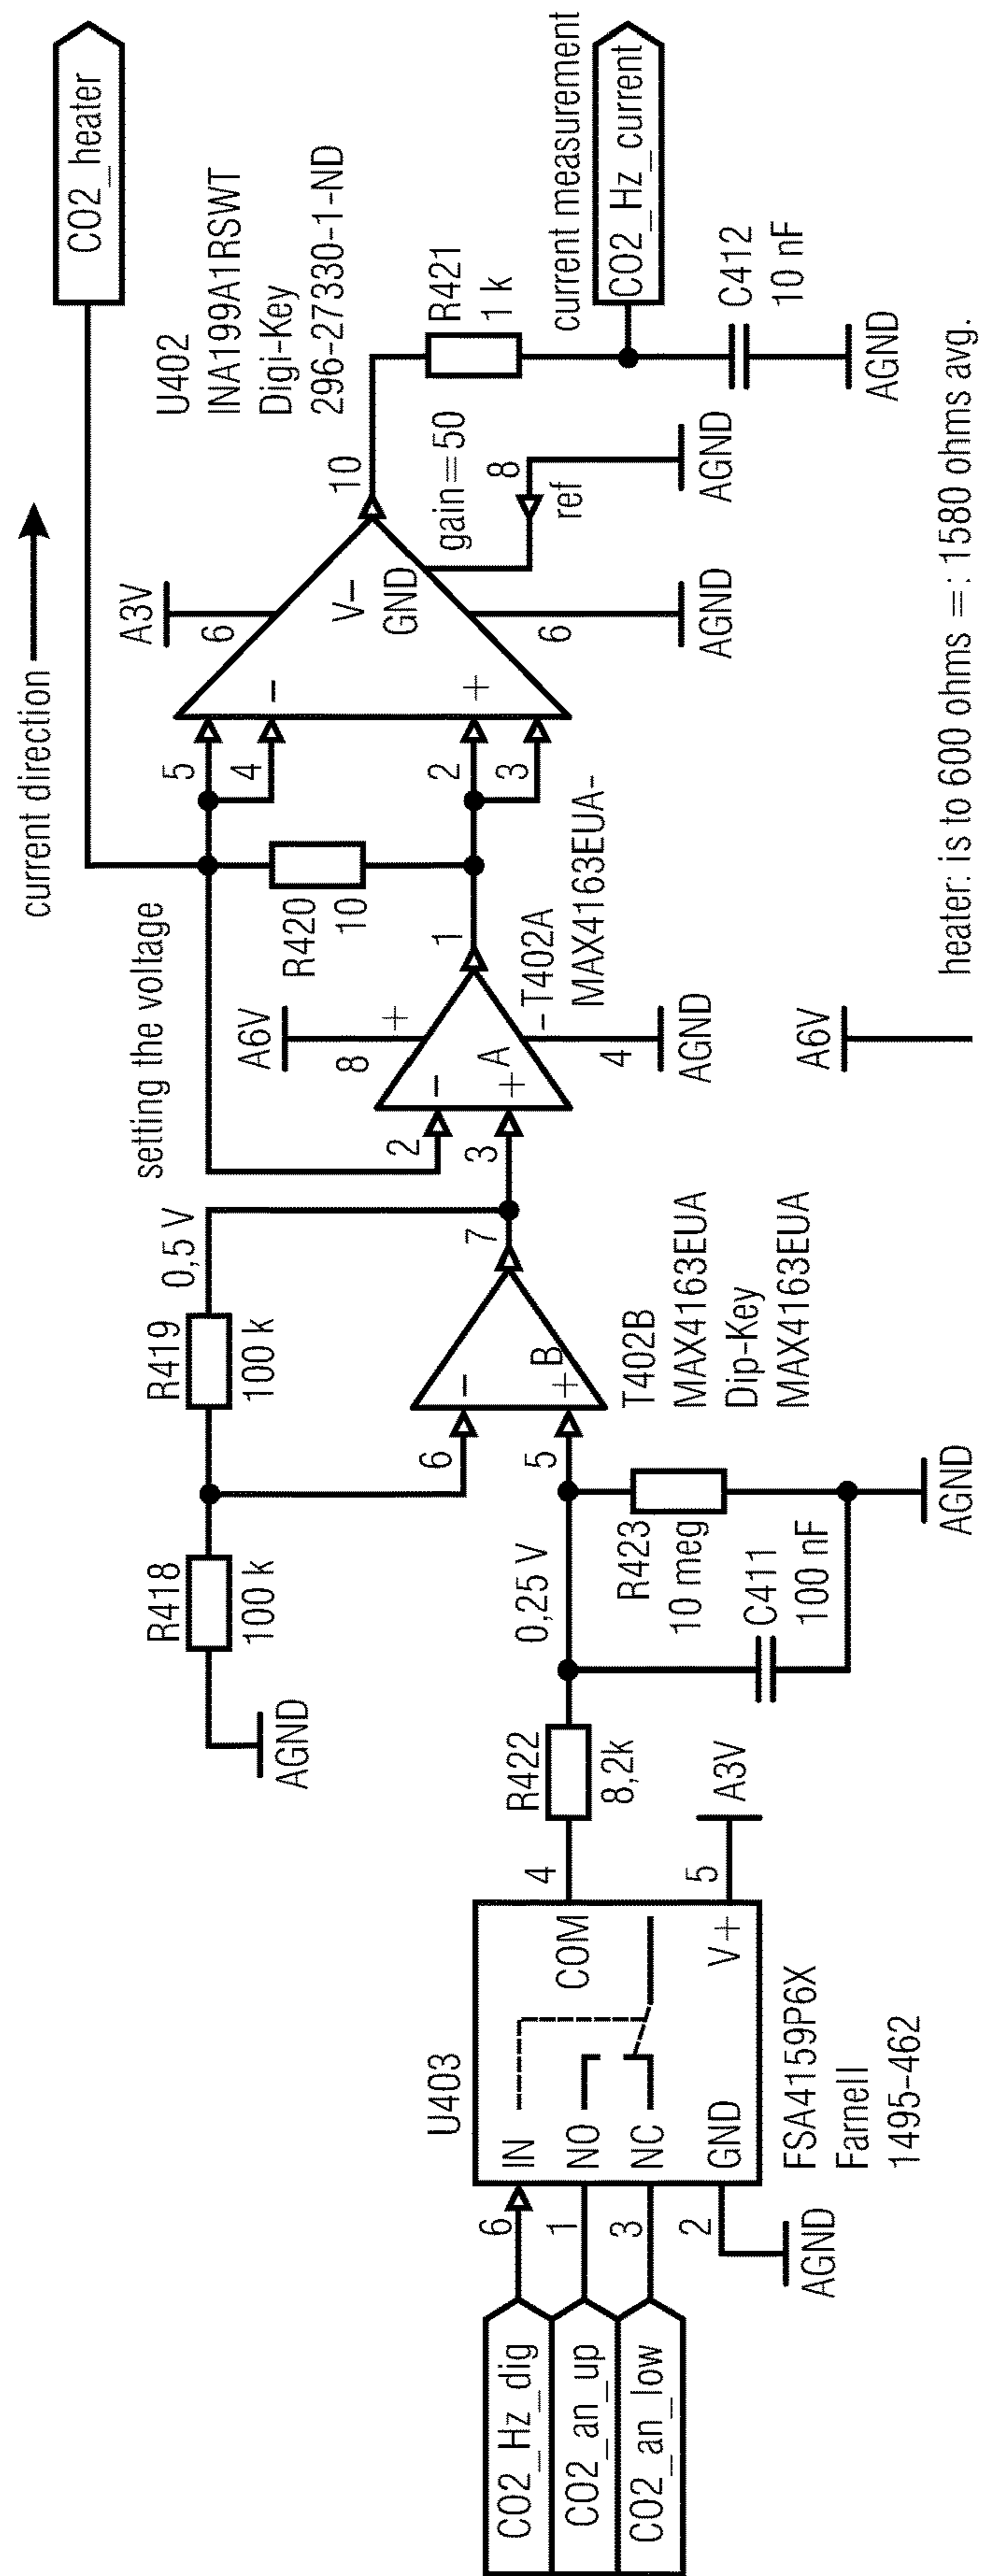 CO2_Hz_dig
CO2_an_up
CO2_an_low
6
1
3
2
AGND
U403
IN
NO
NC
GND
COM
V+
4
5
A3V
FSA4159P6X
Farnell
1495-462
R422
8,2k
AGND
R418
100 k
R419
100 k
0,5 V
0,25 V
R423
10 meg
C411
100 nF
AGND
6
5
−
+
B
7
T402B
MAX4163EUA
Dip-Key
MAX4163EUA
setting the voltage
2
3
−
+
A
A6V
8
+
1
4
−
AGND
T402A
MAX4163EUA-
A6V
R420
10
current direction
5
4
2
3
−
+
A3V
6
V−
GND
6
AGND
10
gain=50
8
ref
AGND
U402
INA199A1RSWT
Digi-Key
296-27330-1-ND
CO2_heater
R421
1 k
current measurement
CO2_Hz_current
C412
10 nF
AGND
heater: is to 600 ohms =: 1580 ohms avg.